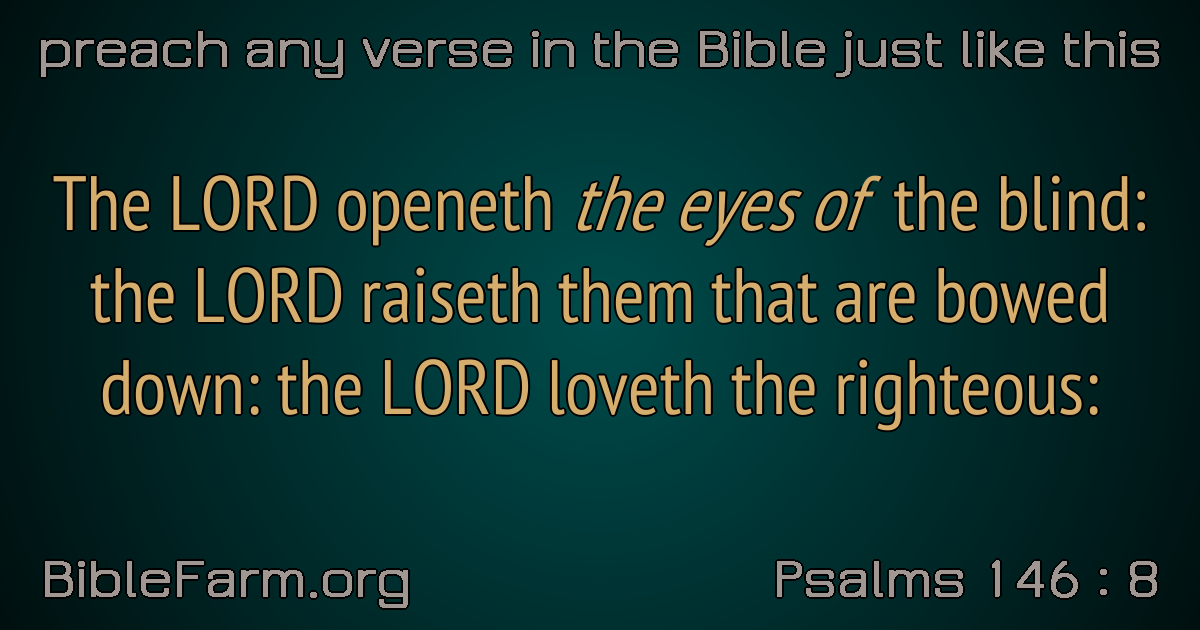 preach any verse in the Bible just like this
The LORD openeth the eyes of the blind:
the LORD raiseth them that are bowed
down: the LORD loveth the righteous:
BibleFarm.org
Psalms 146 : 8